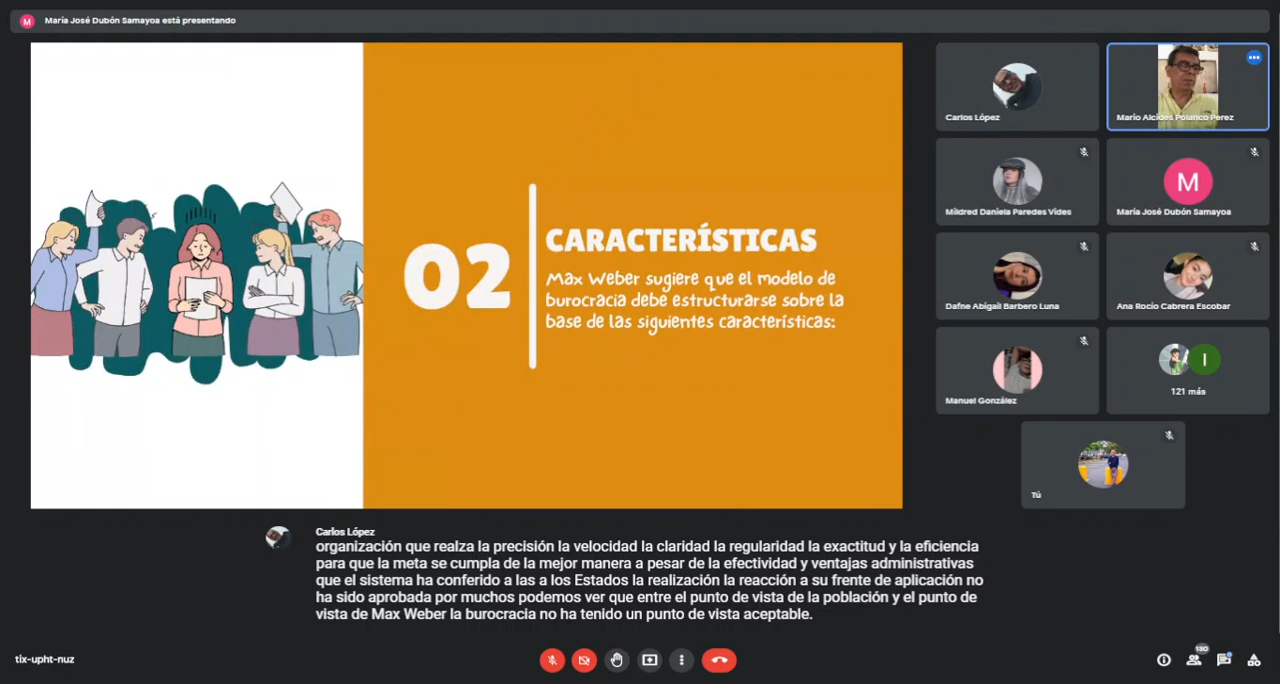 M
María José Dubón Samayoa está presentando
02
CARACTERÍSTICAS
Max Weber sugiere que el modelo de
burocracia debe estructurarse sobre la
base de las siguientes características:
Carlos López
Mario Alcides Polanco Perez
Mildred Daniela Paredes Vides
M
María José Dubón Samayoa
Dafne Abigail Barbero Luna
Ana Rocío Cabrera Escobar
Manuel González
I
121 más
Tú
Carlos López
organización que realza la precisión la velocidad la claridad la regularidad la exactitud y la eficiencia
para que la meta se cumpla de la mejor manera a pesar de la efectividad y ventajas administrativas
que el sistema ha conferido a las a los Estados la realización la reacción a su frente de aplicación no
ha sido aprobada por muchos podemos ver que entre el punto de vista de la población y el punto de
vista de Max Weber la burocracia no ha tenido un punto de vista aceptable.
tix-upht-nuz
130